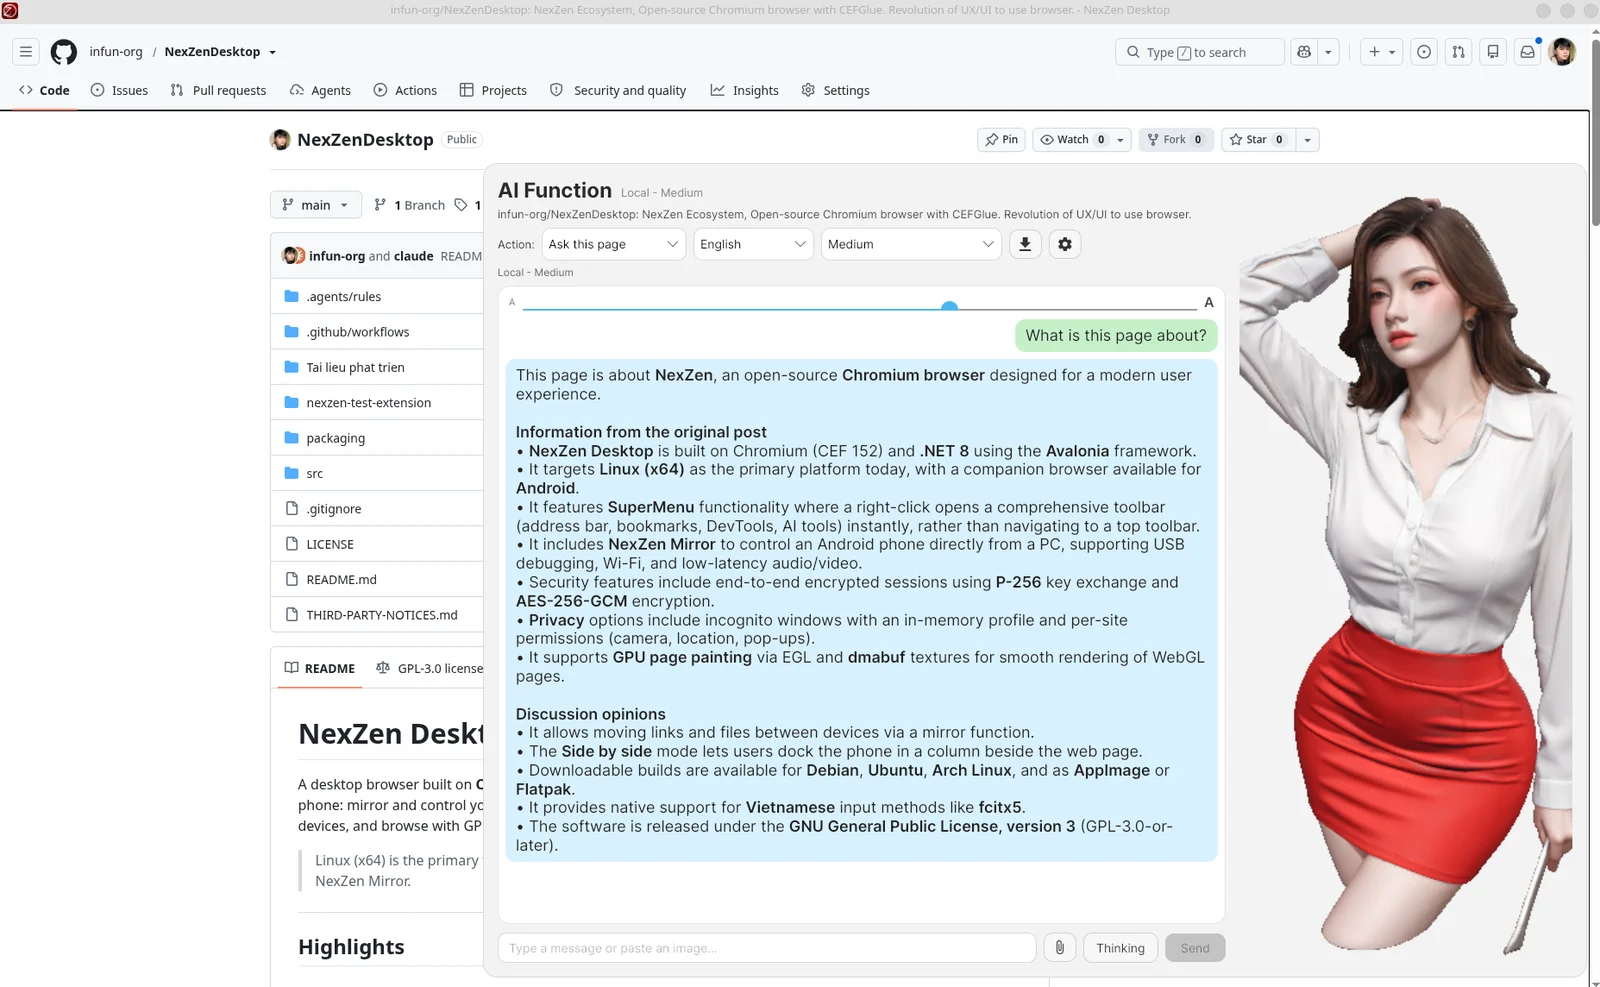 infun-org/NexZenDesktop: NexZen Ecosystem, Open-source Chromium browser with CEFGlue. Revolution of UX/UI to use browser. - NexZen Desktop
infun-org / NexZenDesktop
Type / to search
Code Issues Pull requests Agents Actions Projects Security and quality Insights Settings
NexZenDesktop Public
Pin Watch 0 Fork 0 Star 0
main 1 Branch 1
infun-org and claude READM
.agents/rules
.github/workflows
Tai lieu phat trien
nexzen-test-extension
packaging
src
.gitignore
LICENSE
README.md
THIRD-PARTY-NOTICES.md
README GPL-3.0 license
NexZen Deskt
A desktop browser built on C
phone: mirror and control yo
devices, and browse with GP
Linux (x64) is the primary
NexZen Mirror.
Highlights
AI Function Local - Medium
infun-org/NexZenDesktop: NexZen Ecosystem, Open-source Chromium browser with CEFGlue. Revolution of UX/UI to use browser.
Action: Ask this page English Medium
Local - Medium
A A
What is this page about?
This page is about NexZen, an open-source Chromium browser designed for a modern user
experience.
Information from the original post
• NexZen Desktop is built on Chromium (CEF 152) and .NET 8 using the Avalonia framework.
• It targets Linux (x64) as the primary platform today, with a companion browser available for
Android.
• It features SuperMenu functionality where a right-click opens a comprehensive toolbar
(address bar, bookmarks, DevTools, AI tools) instantly, rather than navigating to a top toolbar.
• It includes NexZen Mirror to control an Android phone directly from a PC, supporting USB
debugging, Wi-Fi, and low-latency audio/video.
• Security features include end-to-end encrypted sessions using P-256 key exchange and
AES-256-GCM encryption.
• Privacy options include incognito windows with an in-memory profile and per-site
permissions (camera, location, pop-ups).
• It supports GPU page painting via EGL and dmabuf textures for smooth rendering of WebGL
pages.
Discussion opinions
• It allows moving links and files between devices via a mirror function.
• The Side by side mode lets users dock the phone in a column beside the web page.
• Downloadable builds are available for Debian, Ubuntu, Arch Linux, and as AppImage or
Flatpak.
• It provides native support for Vietnamese input methods like fcitx5.
• The software is released under the GNU General Public License, version 3 (GPL-3.0-or-
later).
Type a message or paste an image...
Thinking Send